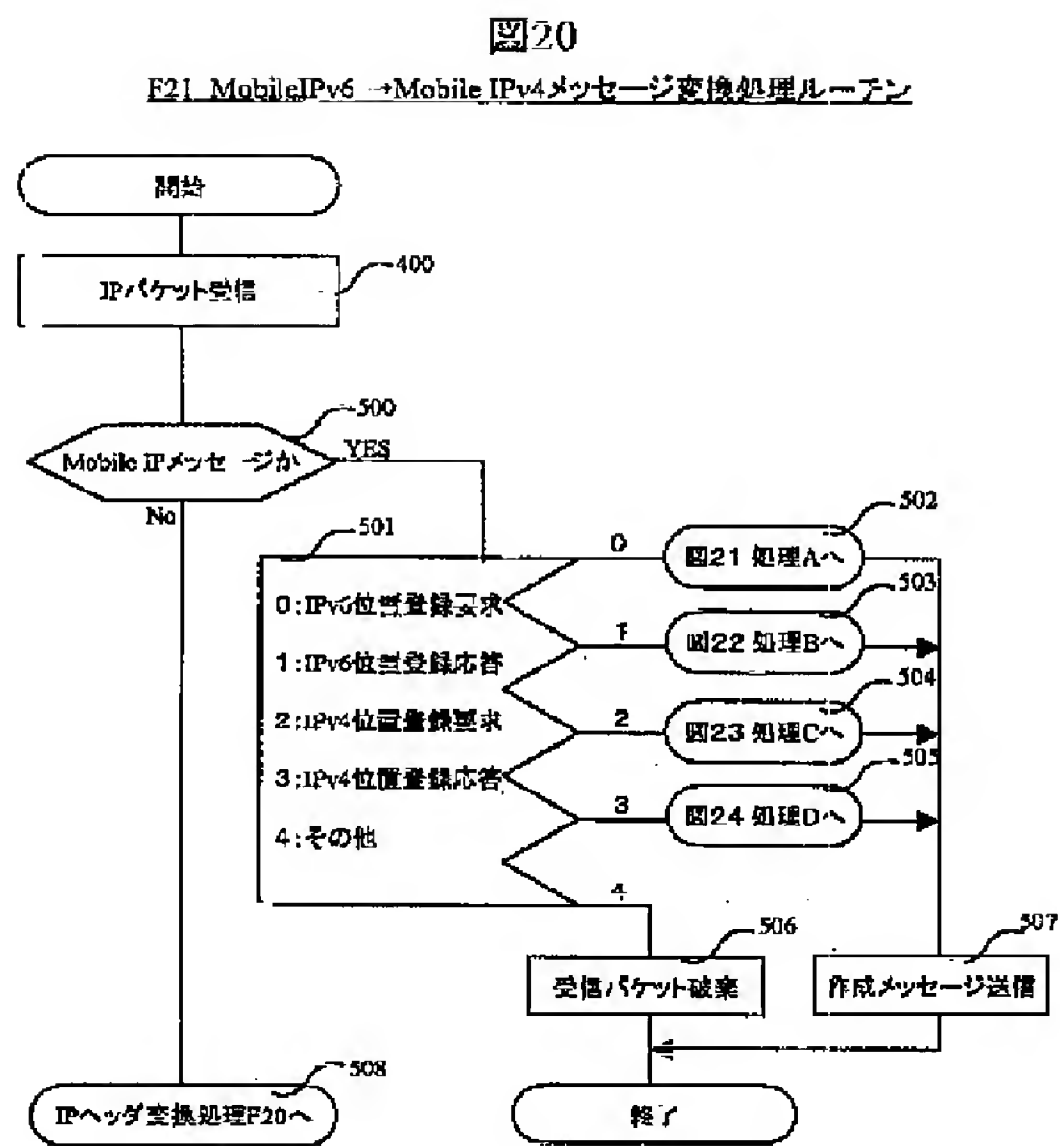 図20
F21 MobileIPv6→Mobile IPv4メッセージ変換処理ルーチン
開始
IPパケット受信
400
Mobile IPメッセージか
500
YES
No
501
0:IPv6位置登録要求
1:IPv6位置登録応答
2:IPv4位置登録要求
3:IPv4位置登録応答
4:その他
0
図21 処理Aへ
502
1
図22 処理Bへ
503
2
図23 処理Cへ
504
3
図24 処理Dへ
505
4
受信パケット破棄
506
作成メッセージ送信
507
IPヘッダ変換処理F20へ
508
終了